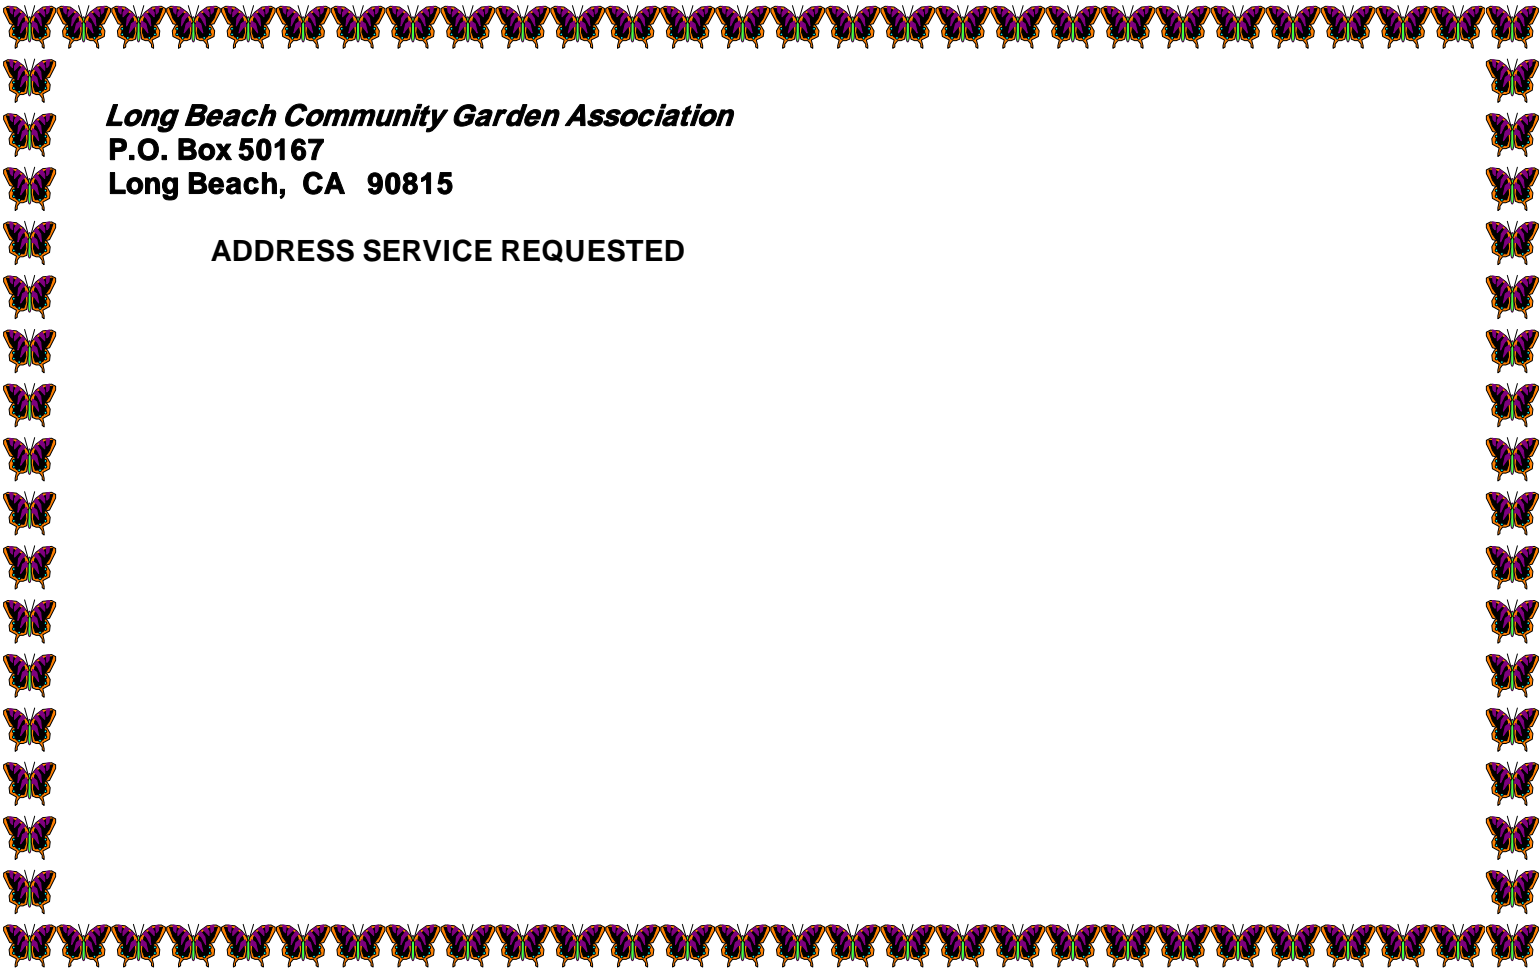 Long Beach Community Garden Association
P.O. Box 50167
Long Beach, CA 90815
ADDRESS SERVICE REQUESTED